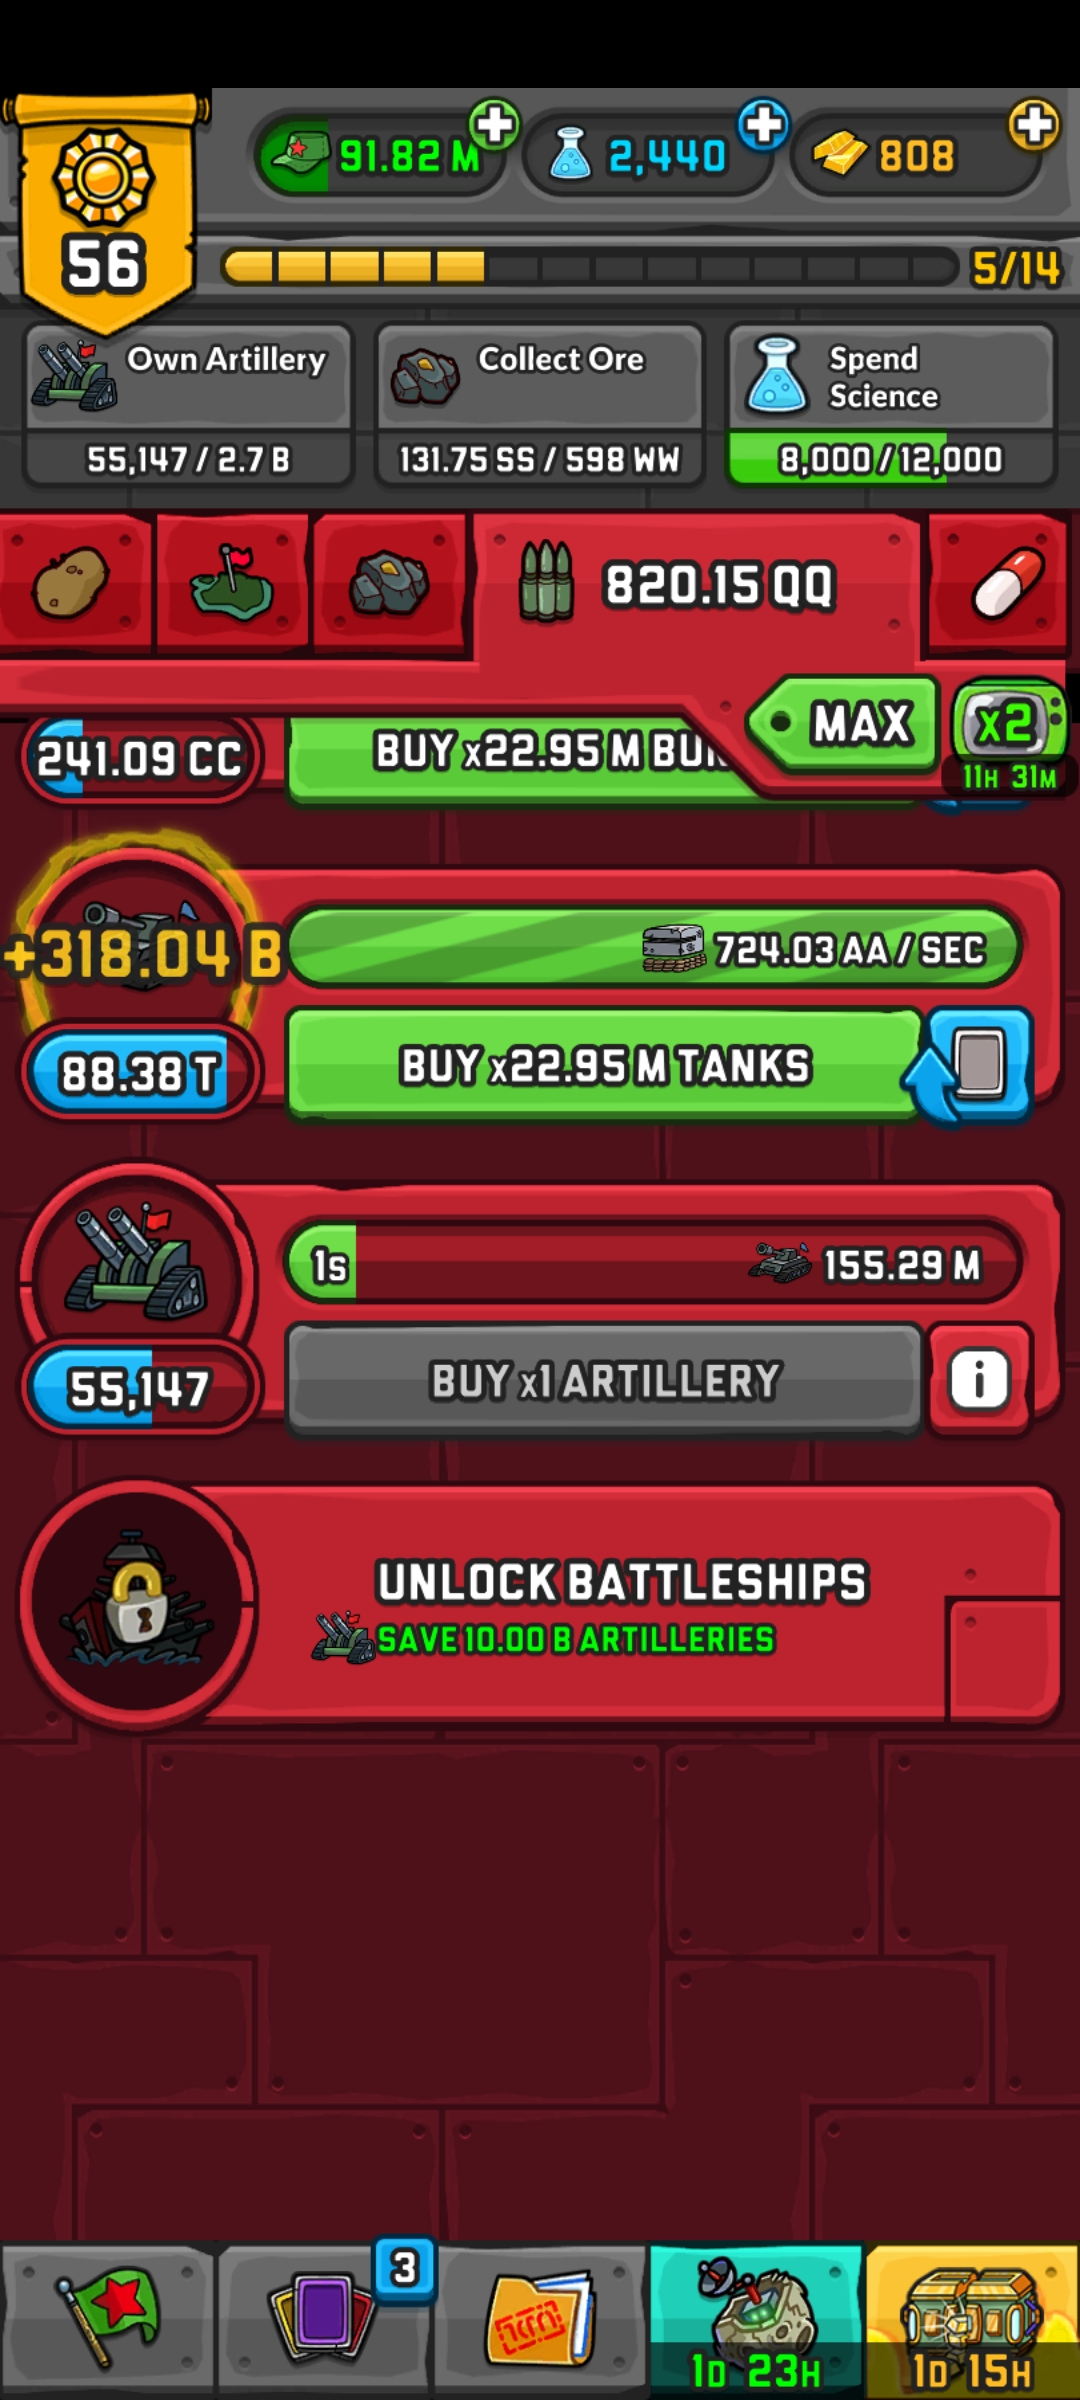 91.82 M
2,440
808
56
5/14
Own Artillery
55,147 / 2.7 B
Collect Ore
131.75 SS / 598 WW
Spend
Science
8,000 / 12,000
820.15 QQ
MAX
x2
11H 31M
241.09 CC
BUY x22.95 M
+318.04 B
724.03 AA / SEC
88.38 T
BUY x22.95 M TANKS
1s
155.29 M
55,147
BUY x1 ARTILLERY
i
UNLOCK BATTLESHIPS
SAVE 10.00 B ARTILLERIES
3
1D 23H
1D 15H